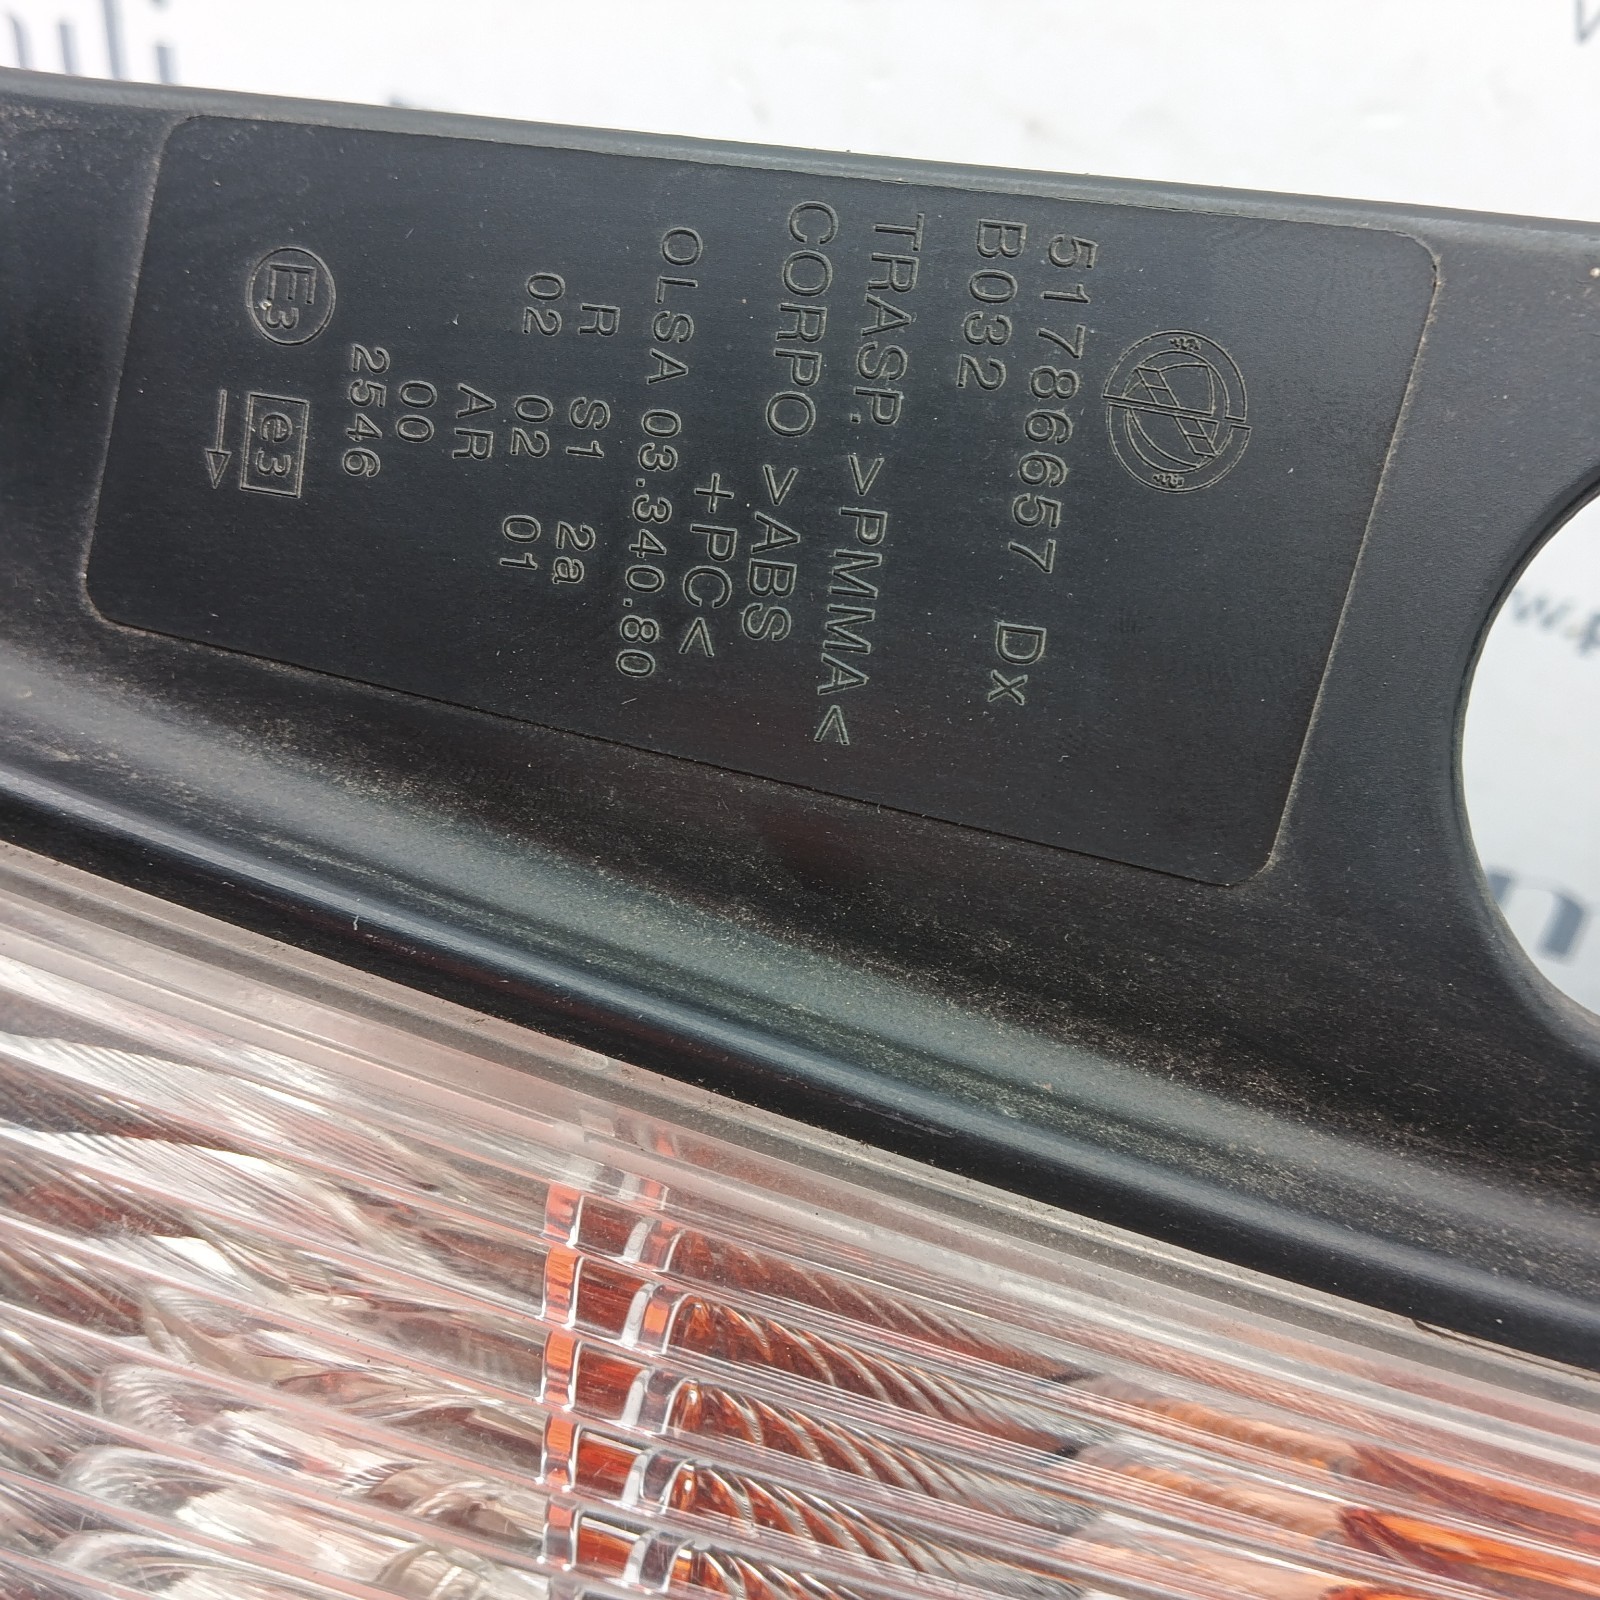 51786657 Dx
B032
TRASP. >PMMA<
CORPO >ABS
+PC<
OLSA 03.340.80
R S1 2a
02 02 01
AR
00
2546
E3 e3